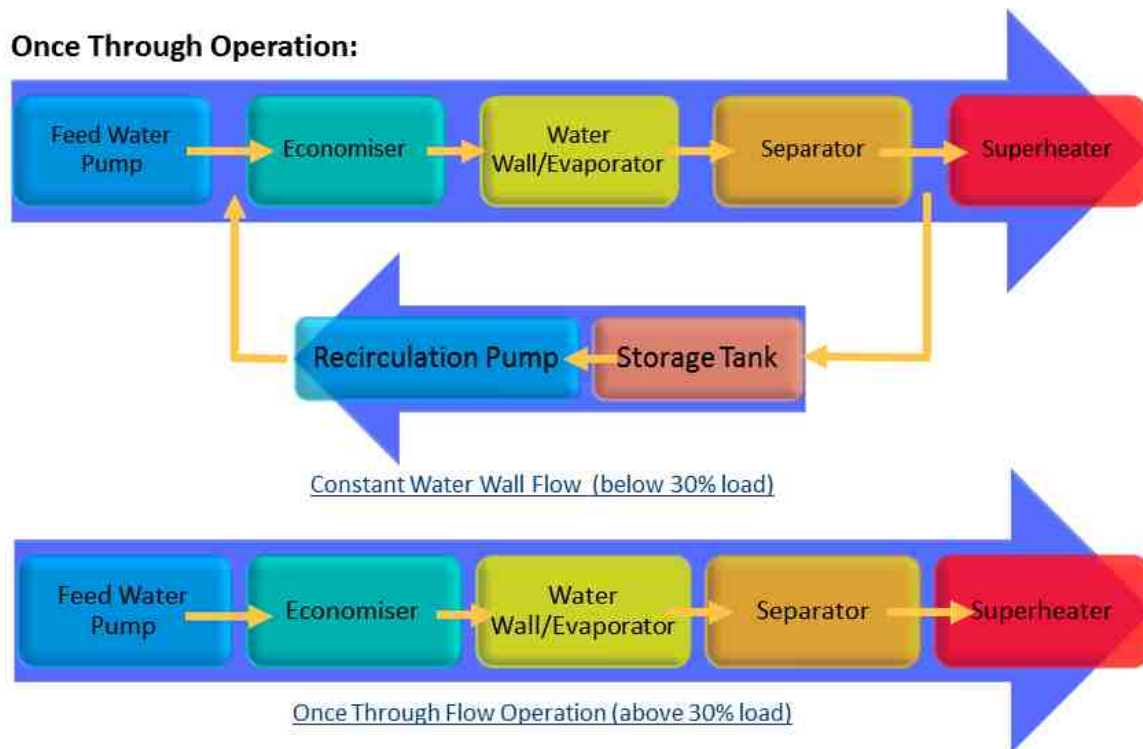 Once Through Operation:
Feed Water
Pump
Economiser
Water
Wall/Evaporator
Separator
Superheater
Recirculation Pump
Storage Tank
Constant Water Wall Flow (below 30% load)
Feed Water
Pump
Economiser
Water
Wall/Evaporator
Separator
Superheater
Once Through Flow Operation (above 30% load)